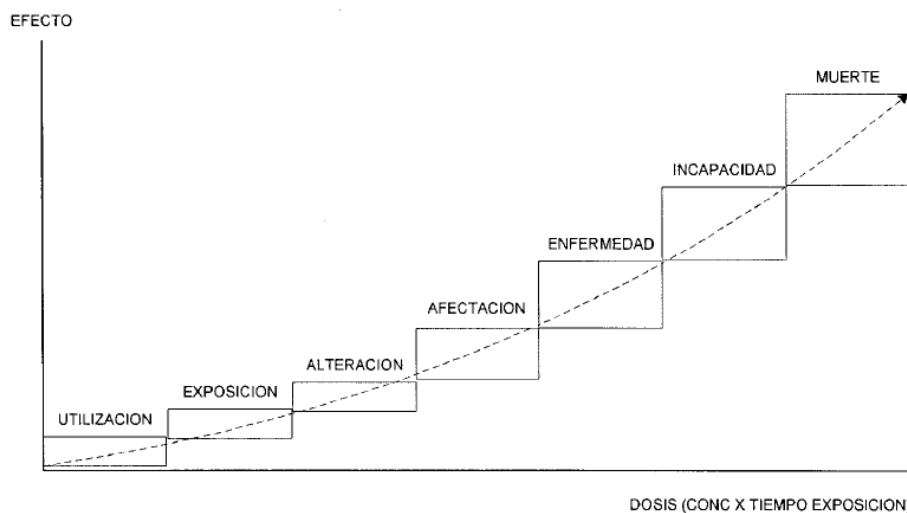 EFECTO
MUERTE
INCAPACIDAD
ENFERMEDAD
AFECTACION
ALTERACION
EXPOSICION
UTILIZACION
DOSIS (CONC X TIEMPO EXPOSICION)